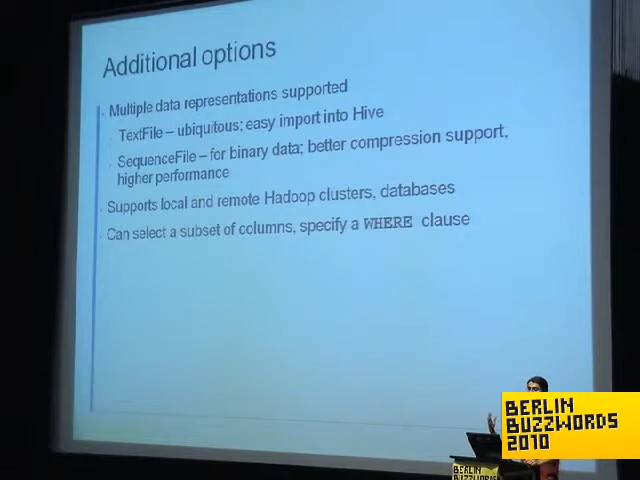 Additional options
Multiple data representations supported
TextFile – ubiquitous; easy import into Hive
SequenceFile – for binary data; better compression support,
higher performance
Supports local and remote Hadoop clusters, databases
Can select a subset of columns, specify a WHERE clause
BERLIN
BUZZWORDS
2010
BERLIN
BUZZWORDS